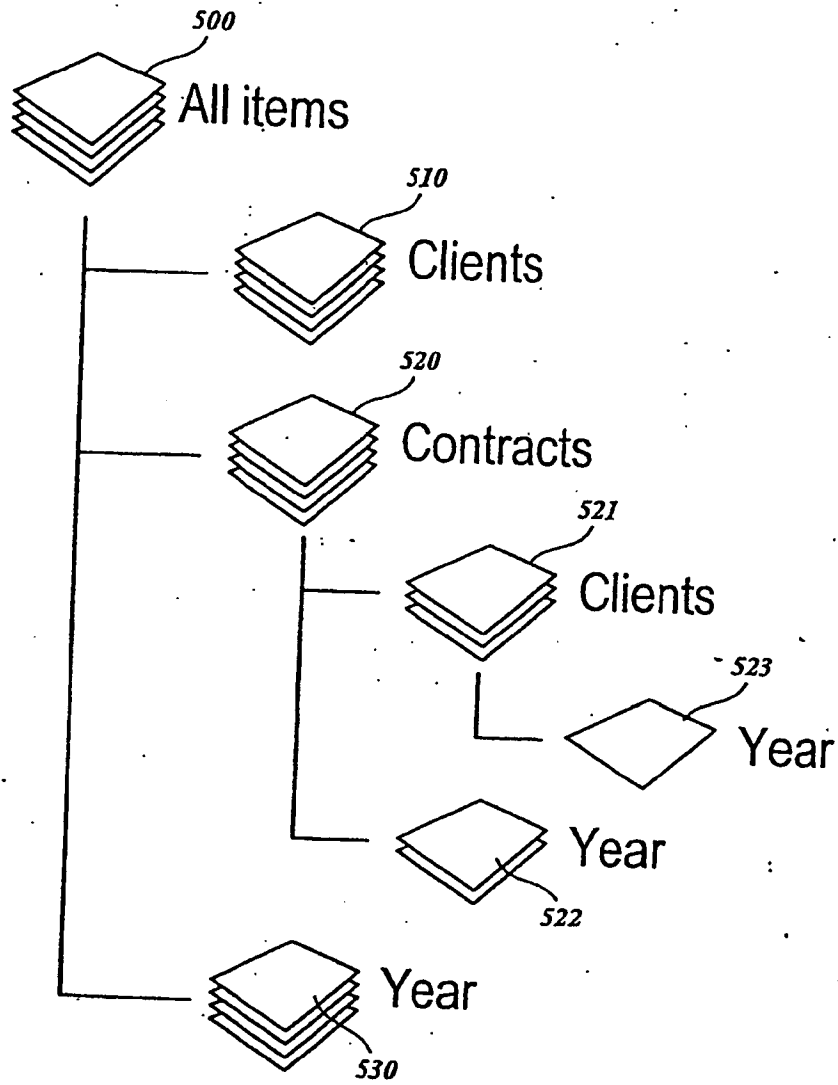 500
All items
510
Clients
520
Contracts
521
Clients
523
Year
Year
522
Year
530